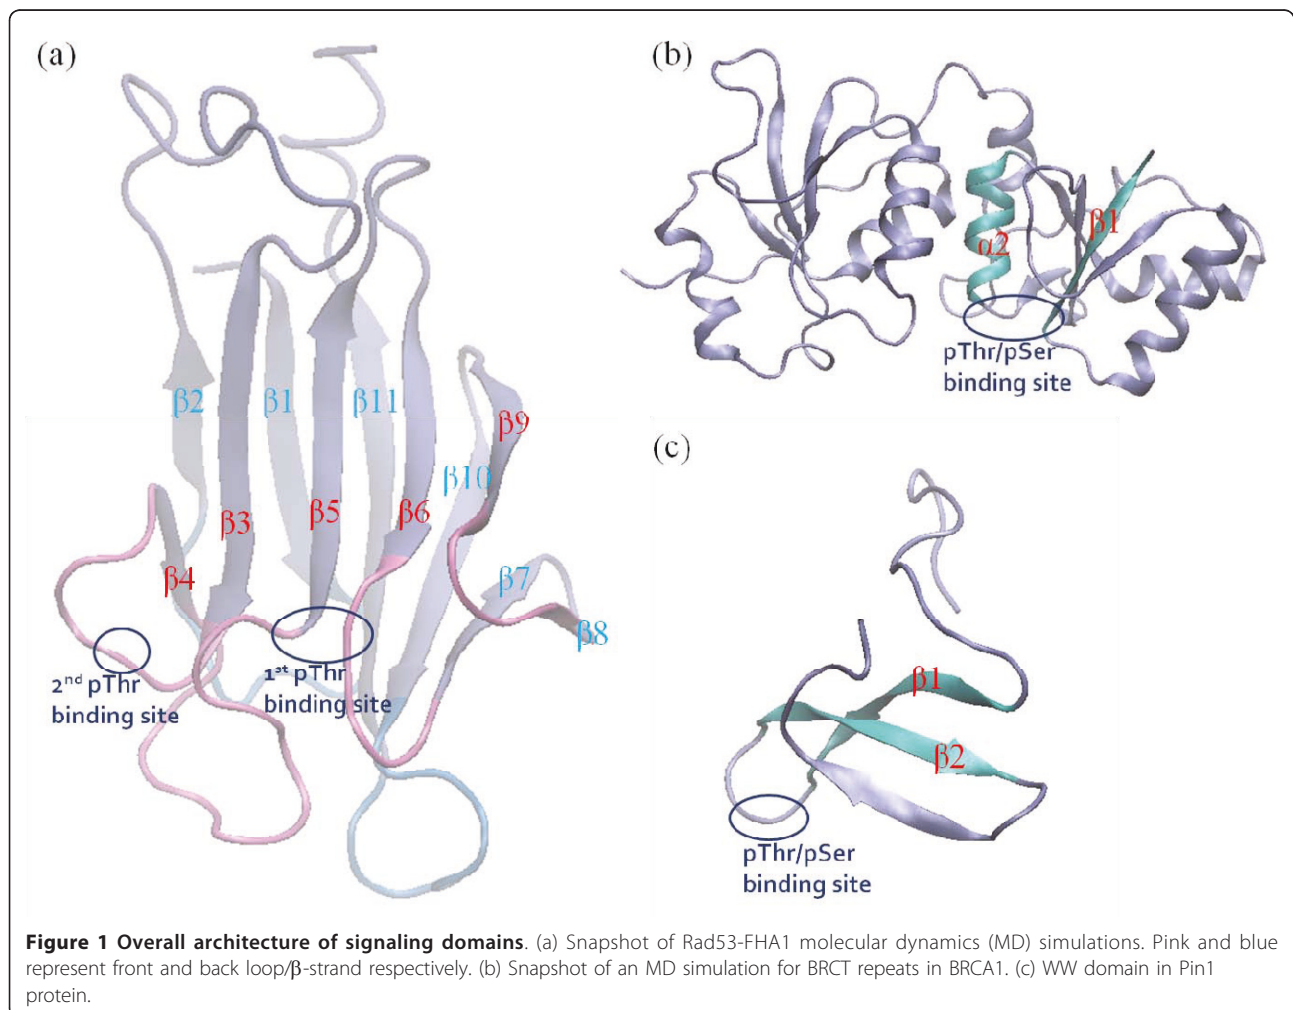 (a)
β2
β1
β11
β9
β10
β3
β5
β6
β4
β7
β8
2nd pThr
binding site
1st pThr
binding site
(b)
α2
β1
pThr/pSer
binding site
(c)
β1
β2
pThr/pSer
binding site
Figure 1 Overall architecture of signaling domains. (a) Snapshot of Rad53-FHA1 molecular dynamics (MD) simulations. Pink and blue
represent front and back loop/β-strand respectively. (b) Snapshot of an MD simulation for BRCT repeats in BRCA1. (c) WW domain in Pin1
protein.